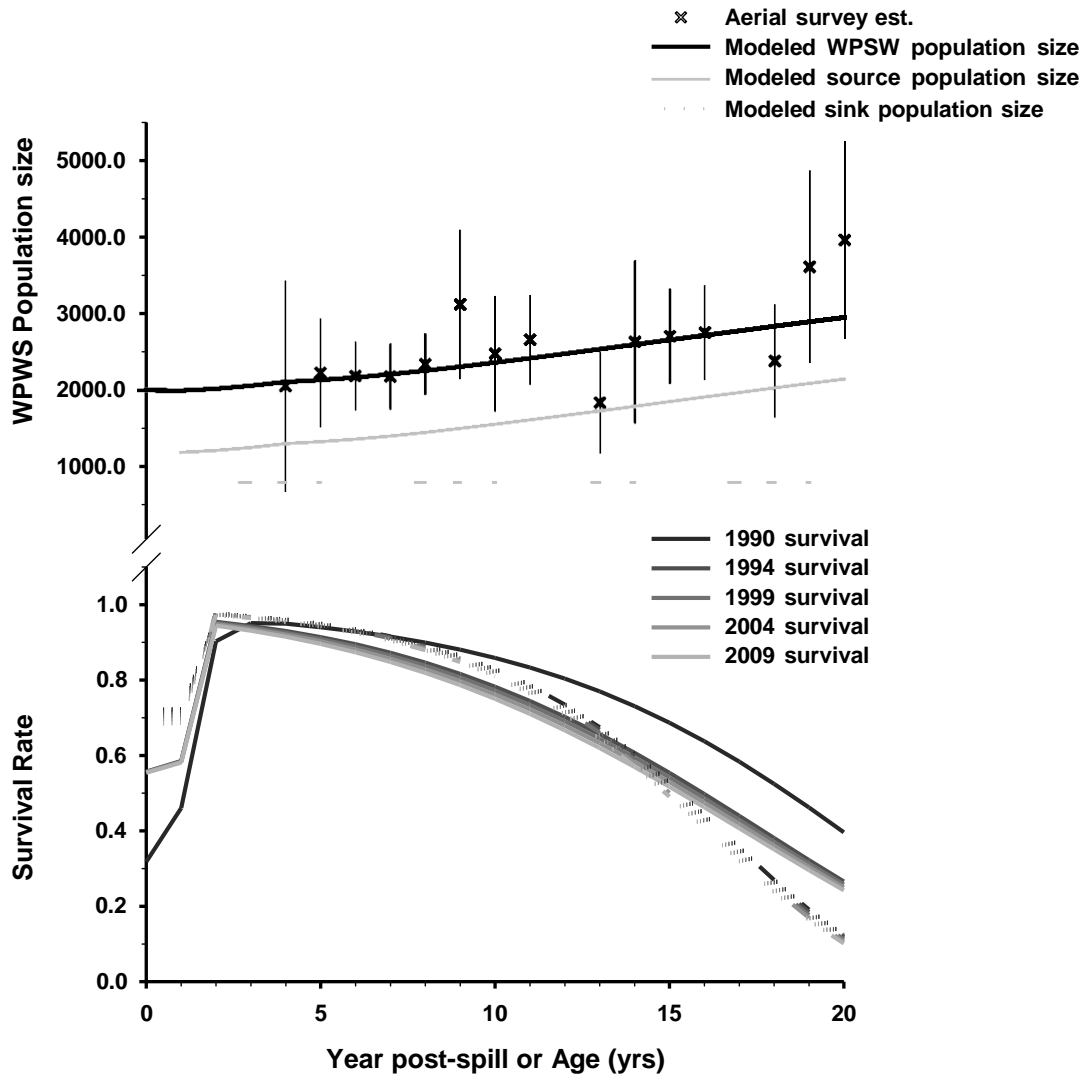 Aerial survey est.
Modeled WPSW population size
Modeled source population size
Modeled sink population size
WPWS Population size
5000.0
4000.0
3000.0
2000.0
1000.0
1990 survival
1994 survival
1999 survival
2004 survival
2009 survival
Survival Rate
1.0
0.8
0.6
0.4
0.2
0.0
0
5
10
15
20
Year post-spill or Age (yrs)